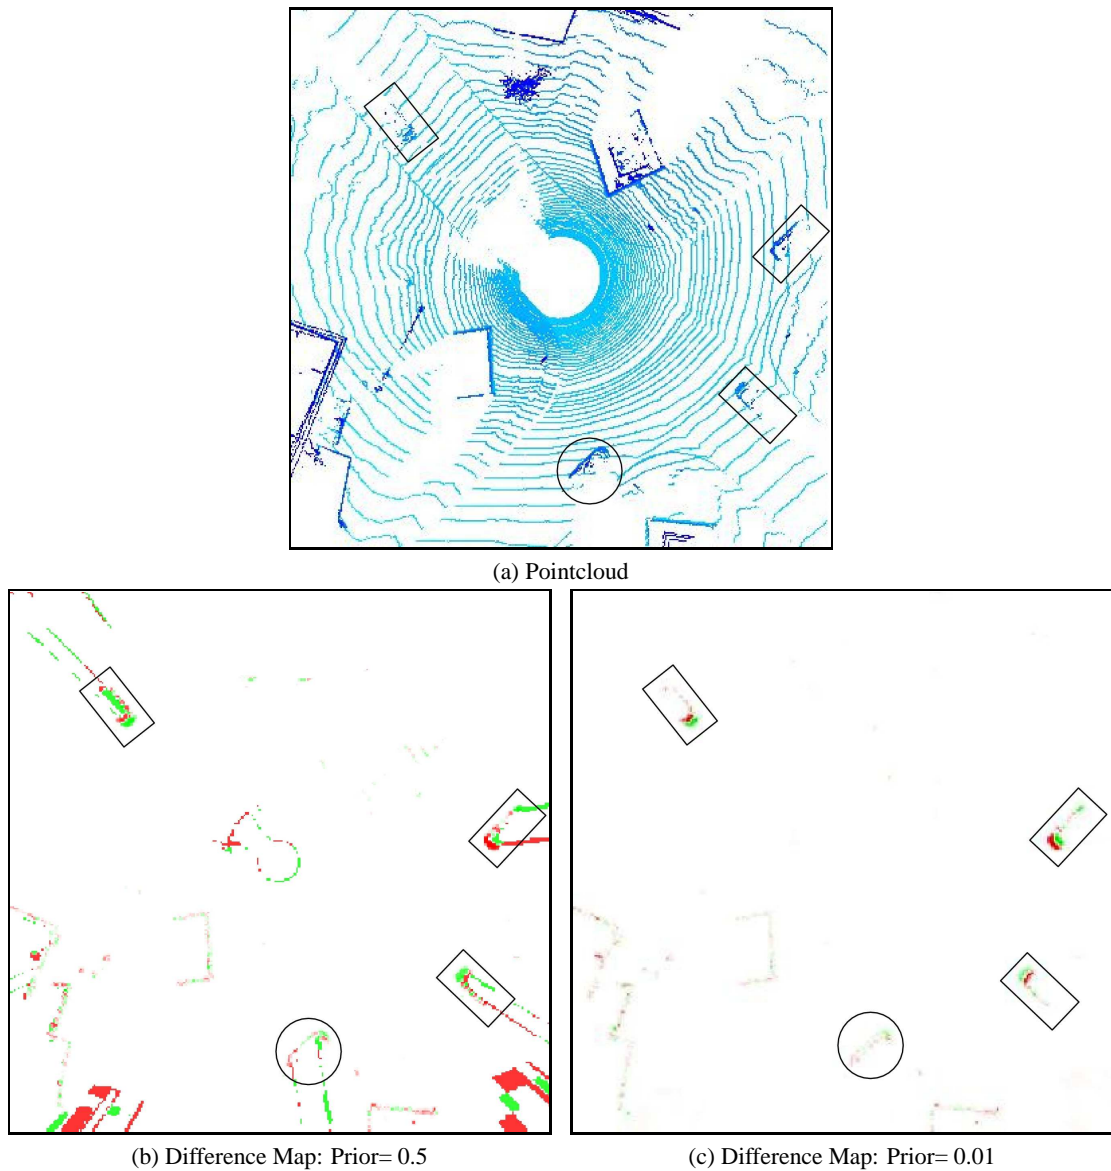 (a) Pointcloud
(b) Difference Map: Prior= 0.5
(c) Difference Map: Prior= 0.01